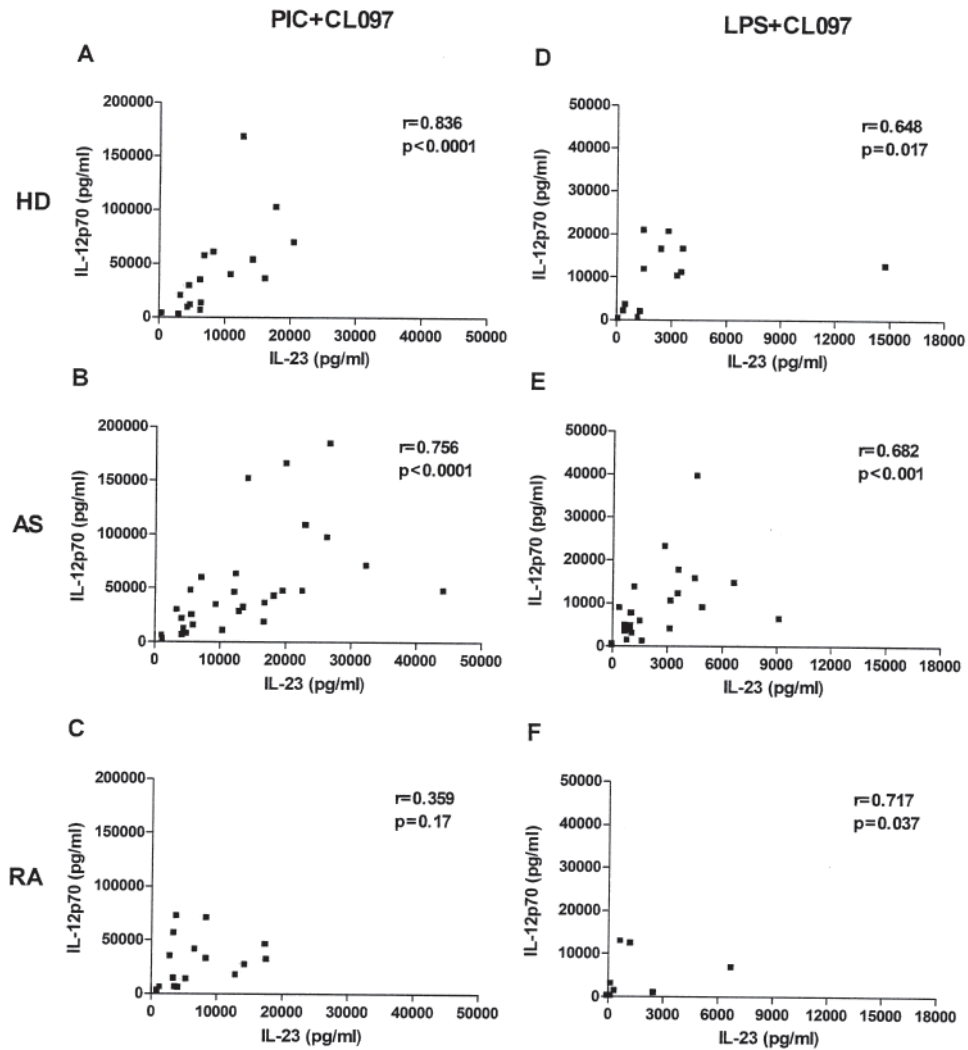 PIC+CL097
LPS+CL097
HD
AS
RA
A
200000
150000
100000
50000
0
IL-12p70 (pg/ml)
r=0.836
p<0.0001
0 10000 20000 30000 40000 50000
IL-23 (pg/ml)
D
50000
40000
30000
20000
10000
0
IL-12p70 (pg/ml)
r=0.648
p=0.017
0 3000 6000 9000 12000 15000 18000
IL-23 (pg/ml)
B
200000
150000
100000
50000
0
IL-12p70 (pg/ml)
r=0.756
p<0.0001
0 10000 20000 30000 40000 50000
IL-23 (pg/ml)
E
50000
40000
30000
20000
10000
0
IL-12p70 (pg/ml)
r=0.682
p<0.001
0 3000 6000 9000 12000 15000 18000
IL-23 (pg/ml)
C
200000
150000
100000
50000
0
IL-12p70 (pg/ml)
r=0.359
p=0.17
0 10000 20000 30000 40000 50000
IL-23 (pg/ml)
F
50000
40000
30000
20000
10000
0
IL-12p70 (pg/ml)
r=0.717
p=0.037
0 3000 6000 9000 12000 15000 18000
IL-23 (pg/ml)